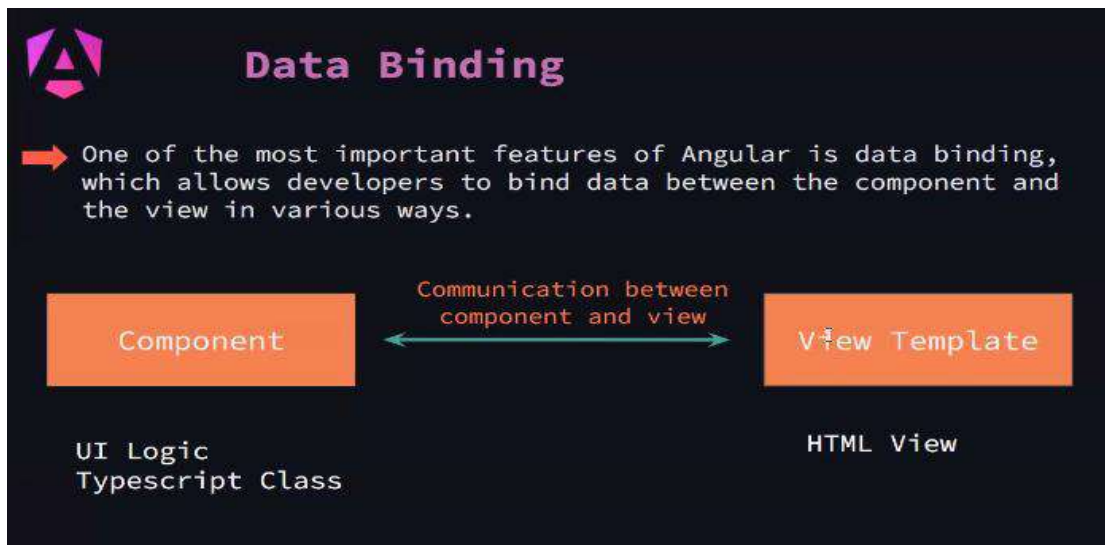 Data Binding
One of the most important features of Angular is data binding,
which allows developers to bind data between the component and
the view in various ways.
Communication between
component and view
Component
View Template
UI Logic
Typescript Class
HTML View